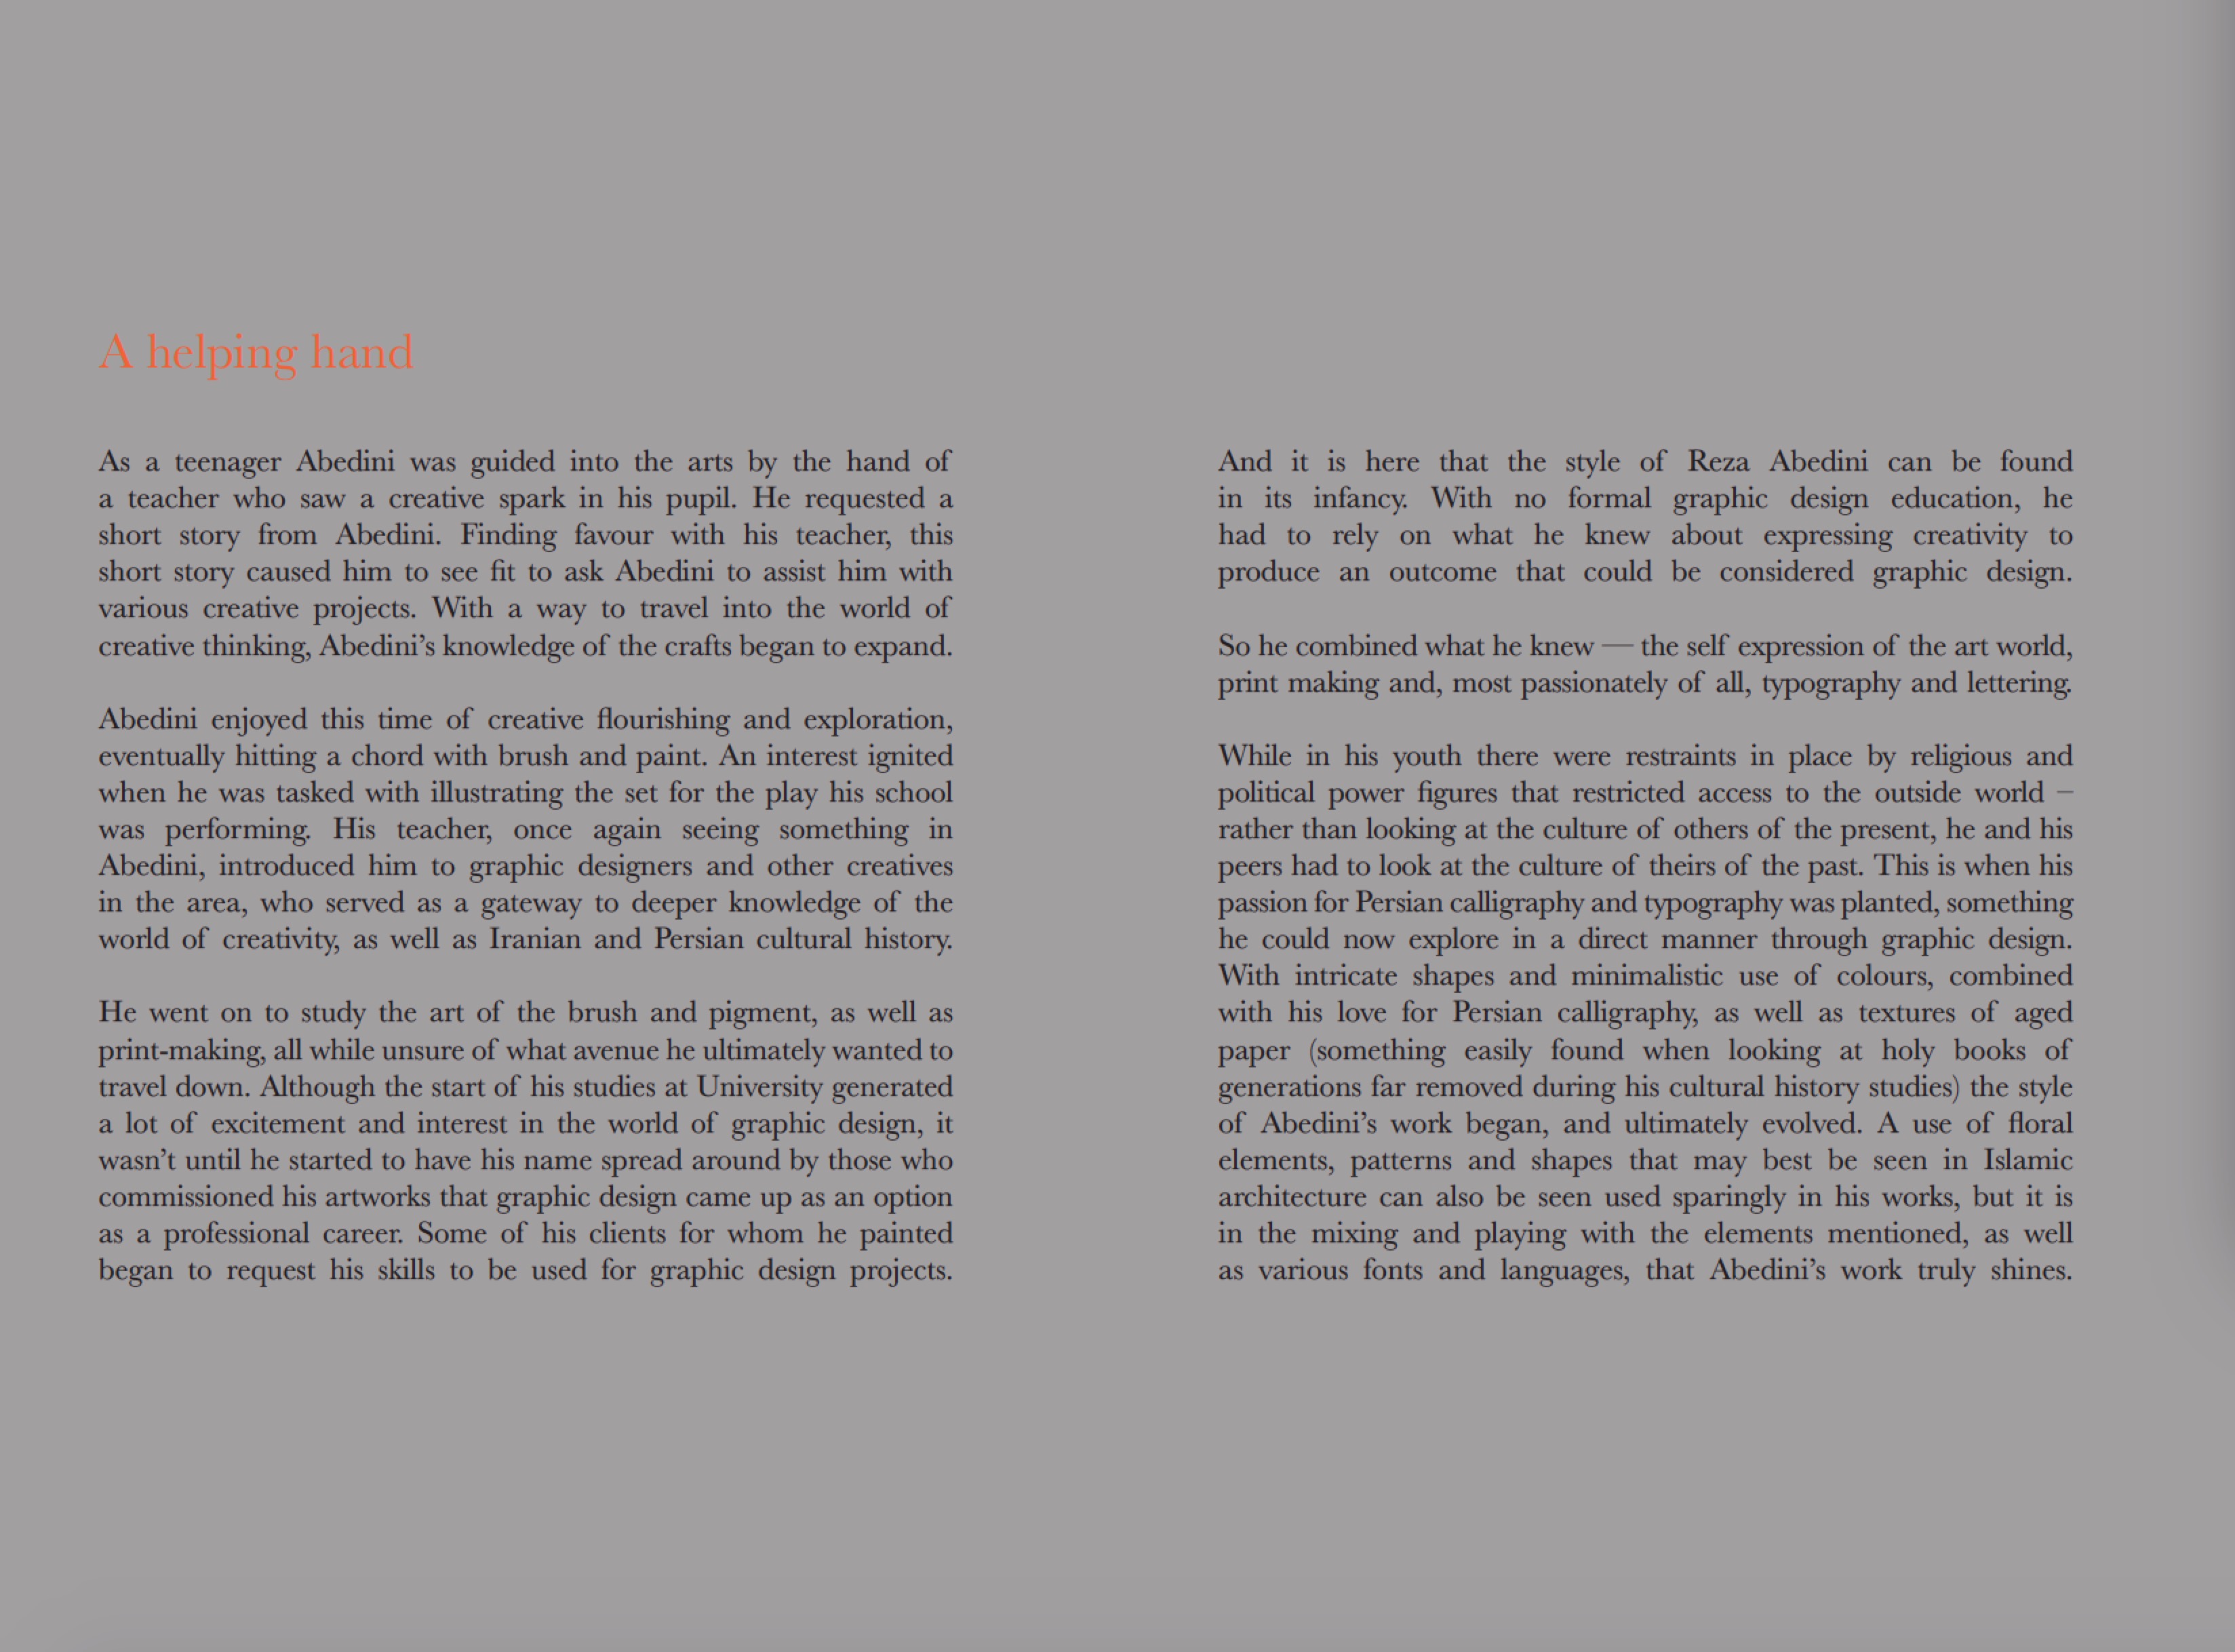 A helping hand
As a teenager Abedini was guided into the arts by the hand of
a teacher who saw a creative spark in his pupil. He requested a
short story from Abedini. Finding favour with his teacher, this
short story caused him to see fit to ask Abedini to assist him with
various creative projects. With a way to travel into the world of
creative thinking, Abedini’s knowledge of the crafts began to expand.
Abedini enjoyed this time of creative flourishing and exploration,
eventually hitting a chord with brush and paint. An interest ignited
when he was tasked with illustrating the set for the play his school
was performing. His teacher, once again seeing something in
Abedini, introduced him to graphic designers and other creatives
in the area, who served as a gateway to deeper knowledge of the
world of creativity, as well as Iranian and Persian cultural history.
He went on to study the art of the brush and pigment, as well as
print-making, all while unsure of what avenue he ultimately wanted to
travel down. Although the start of his studies at University generated
a lot of excitement and interest in the world of graphic design, it
wasn’t until he started to have his name spread around by those who
commissioned his artworks that graphic design came up as an option
as a professional career. Some of his clients for whom he painted
began to request his skills to be used for graphic design projects.
And it is here that the style of Reza Abedini can be found
in its infancy. With no formal graphic design education, he
had to rely on what he knew about expressing creativity to
produce an outcome that could be considered graphic design.
So he combined what he knew — the self expression of the art world,
print making and, most passionately of all, typography and lettering.
While in his youth there were restraints in place by religious and
political power figures that restricted access to the outside world –
rather than looking at the culture of others of the present, he and his
peers had to look at the culture of theirs of the past. This is when his
passion for Persian calligraphy and typography was planted, something
he could now explore in a direct manner through graphic design.
With intricate shapes and minimalistic use of colours, combined
with his love for Persian calligraphy, as well as textures of aged
paper (something easily found when looking at holy books of
generations far removed during his cultural history studies) the style
of Abedini’s work began, and ultimately evolved. A use of floral
elements, patterns and shapes that may best be seen in Islamic
architecture can also be seen used sparingly in his works, but it is
in the mixing and playing with the elements mentioned, as well
as various fonts and languages, that Abedini’s work truly shines.